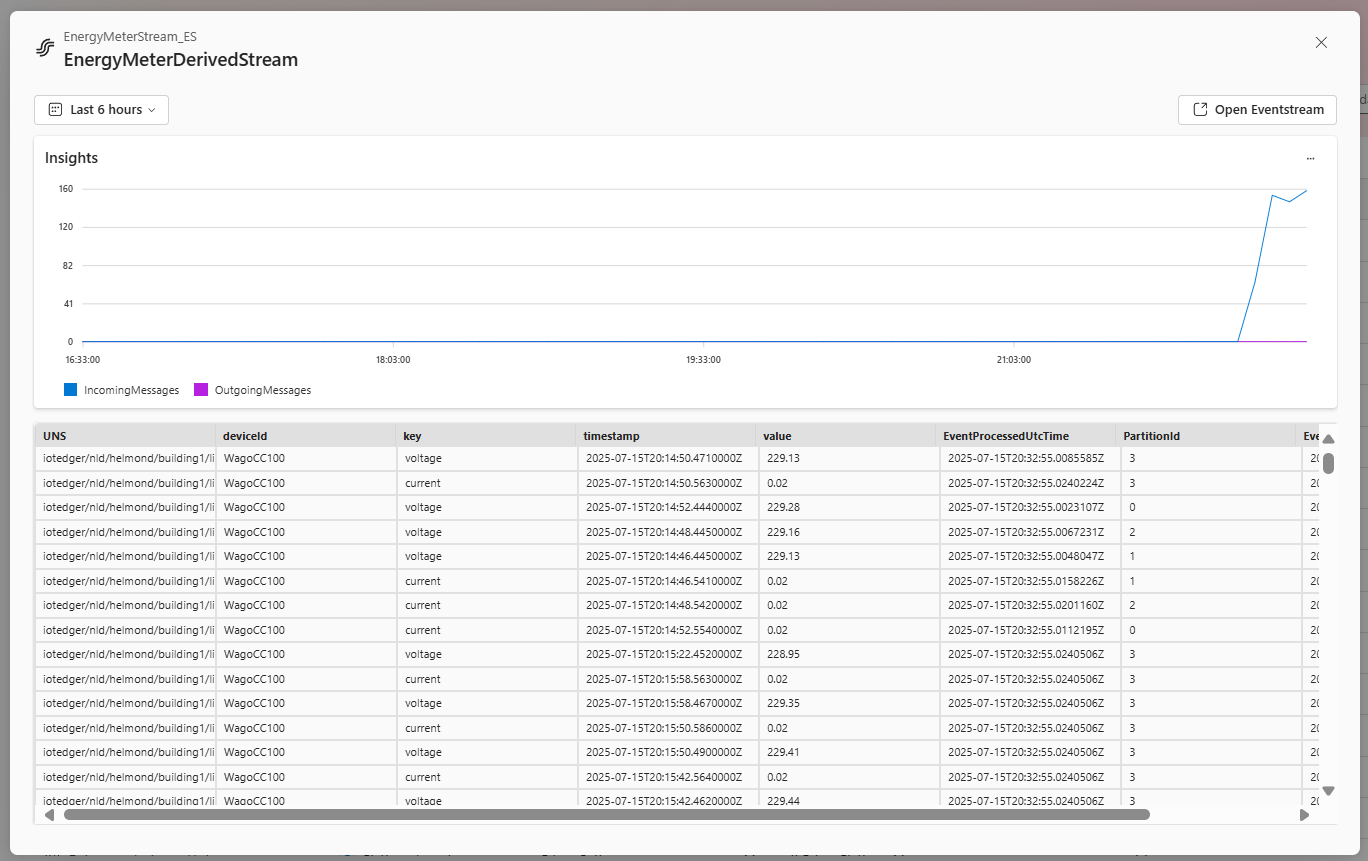 EnergyMeterStream_ES
EnergyMeterDerivedStream
Last 6 hours
Open Eventstream
Insights
...
160
120
82
41
0
16:33:00 18:03:00 19:33:00 21:03:00
IncomingMessages OutgoingMessages
UNS deviceId key timestamp value EventProcessedUtcTime PartitionId Eve
iotedger/nld/helmond/building1/li WagoCC100 voltage 2025-07-15T20:14:50.4710000Z 229.13 2025-07-15T20:32:55.0085585Z 3 20
iotedger/nld/helmond/building1/li WagoCC100 current 2025-07-15T20:14:50.5630000Z 0.02 2025-07-15T20:32:55.0240224Z 3 20
iotedger/nld/helmond/building1/li WagoCC100 voltage 2025-07-15T20:14:52.4440000Z 229.28 2025-07-15T20:32:55.0023107Z 0 20
iotedger/nld/helmond/building1/li WagoCC100 voltage 2025-07-15T20:14:48.4450000Z 229.16 2025-07-15T20:32:55.0067231Z 2 20
iotedger/nld/helmond/building1/li WagoCC100 voltage 2025-07-15T20:14:46.4450000Z 229.13 2025-07-15T20:32:55.0048047Z 1 20
iotedger/nld/helmond/building1/li WagoCC100 current 2025-07-15T20:14:46.5410000Z 0.02 2025-07-15T20:32:55.0158226Z 1 20
iotedger/nld/helmond/building1/li WagoCC100 current 2025-07-15T20:14:48.5420000Z 0.02 2025-07-15T20:32:55.0201160Z 2 20
iotedger/nld/helmond/building1/li WagoCC100 current 2025-07-15T20:14:52.5540000Z 0.02 2025-07-15T20:32:55.0112195Z 0 20
iotedger/nld/helmond/building1/li WagoCC100 voltage 2025-07-15T20:15:22.4520000Z 228.95 2025-07-15T20:32:55.0240506Z 3 20
iotedger/nld/helmond/building1/li WagoCC100 current 2025-07-15T20:15:58.5630000Z 0.02 2025-07-15T20:32:55.0240506Z 3 20
iotedger/nld/helmond/building1/li WagoCC100 voltage 2025-07-15T20:15:58.4670000Z 229.35 2025-07-15T20:32:55.0240506Z 3 20
iotedger/nld/helmond/building1/li WagoCC100 current 2025-07-15T20:15:50.5860000Z 0.02 2025-07-15T20:32:55.0240506Z 3 20
iotedger/nld/helmond/building1/li WagoCC100 voltage 2025-07-15T20:15:50.4900000Z 229.41 2025-07-15T20:32:55.0240506Z 3 20
iotedger/nld/helmond/building1/li WagoCC100 current 2025-07-15T20:15:42.5640000Z 0.02 2025-07-15T20:32:55.0240506Z 3 20
iotedger/nld/helmond/building1/li WagoCC100 voltage 2025-07-15T20:15:42.4620000Z 229.44 2025-07-15T20:32:55.0240506Z 3 20